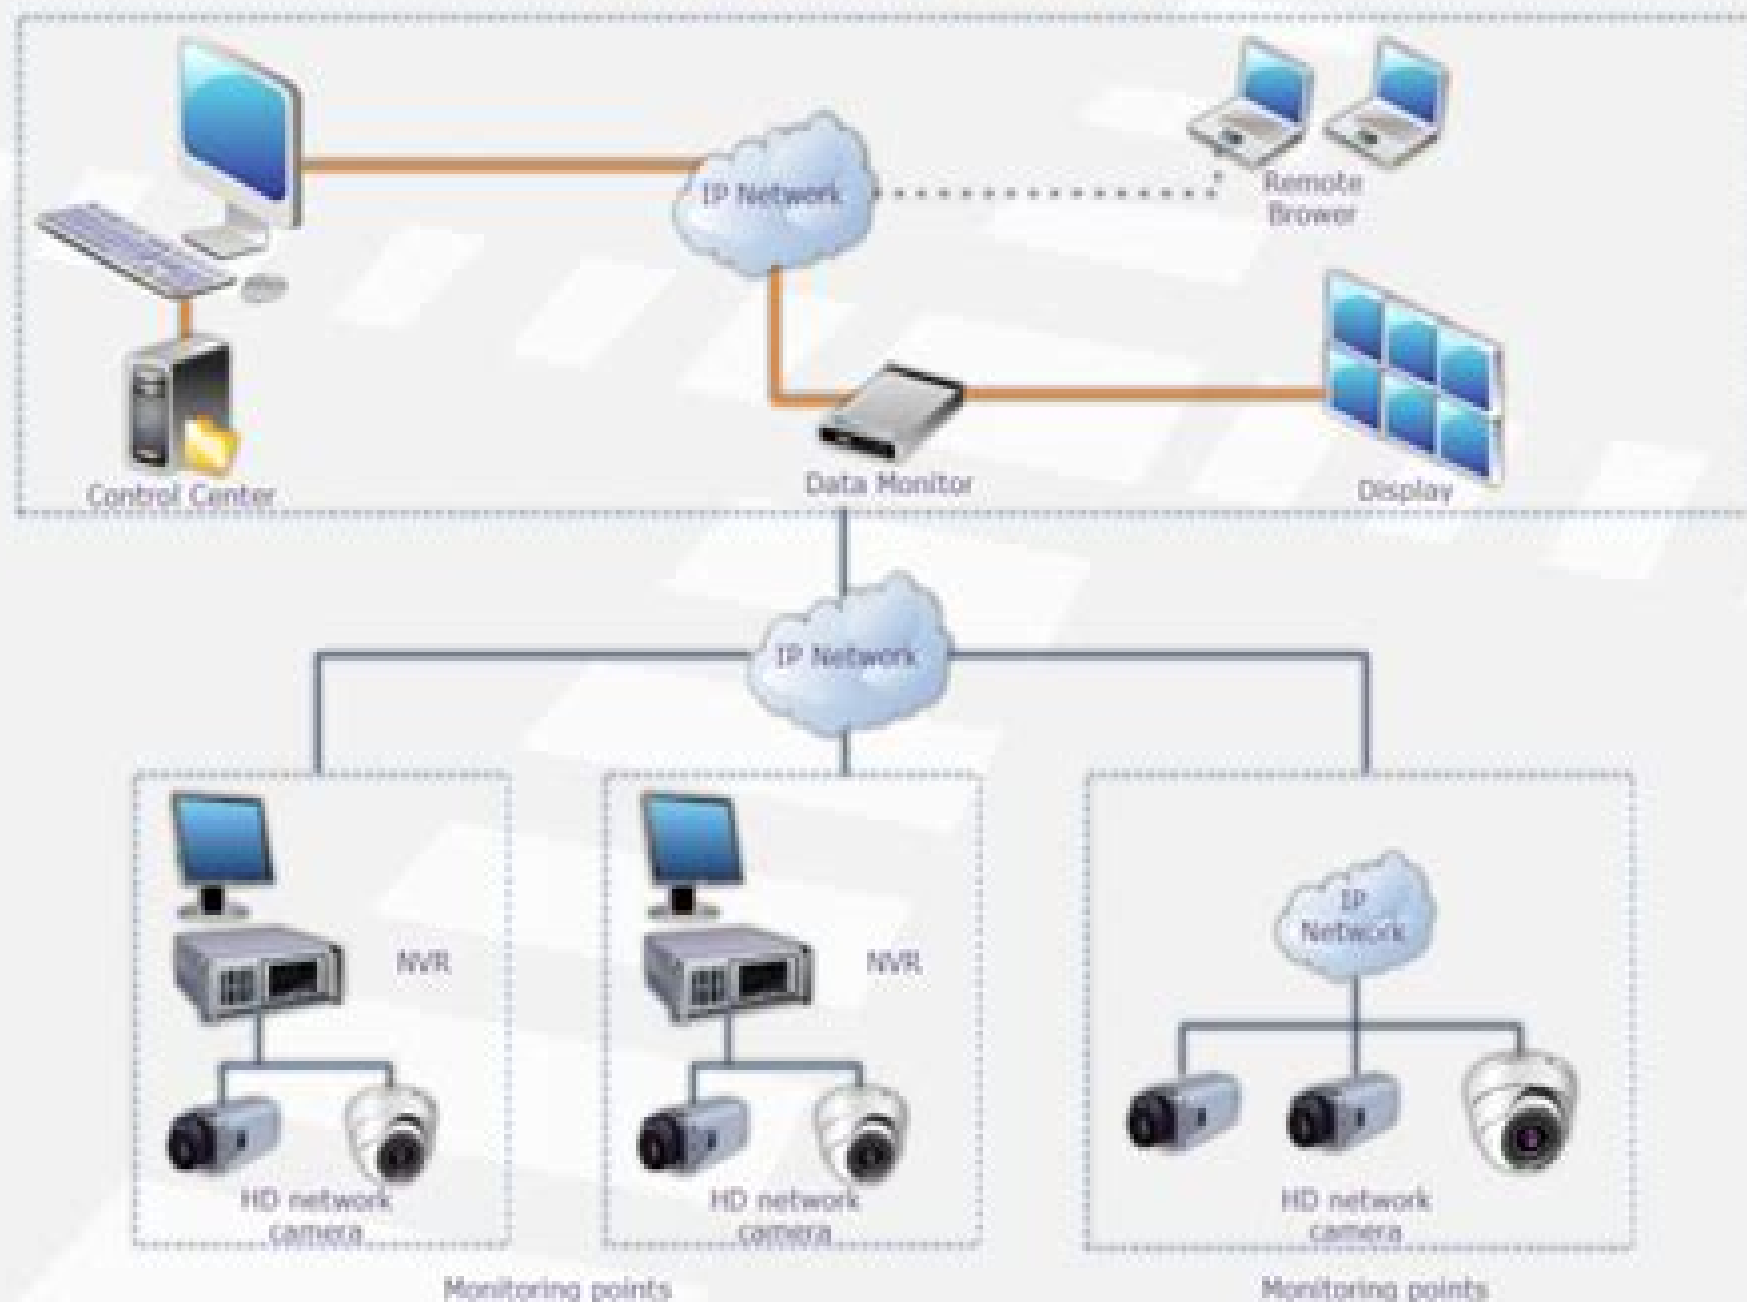 IP Network
Remote
Brower
Control Center
Data Monitor
Display
IP Network
NVR
NVR
IP
Network
HD network
camera
HD network
camera
HD network
camera
Monitoring points
Monitoring points